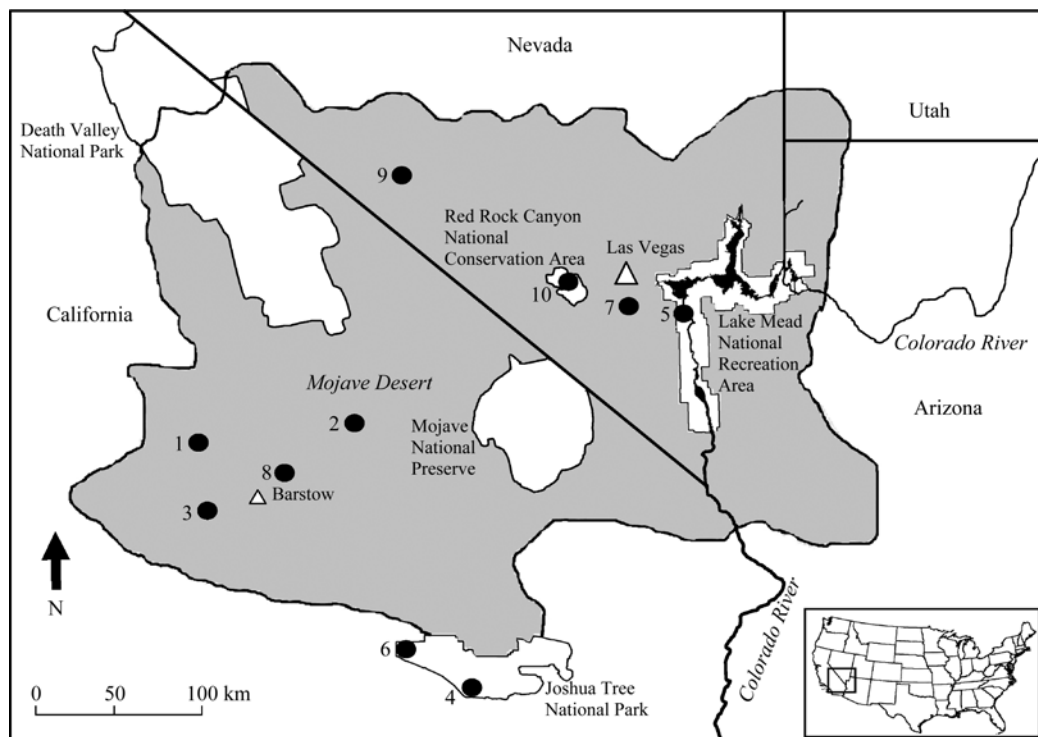 Nevada
Utah
Death Valley
National Park
9
Red Rock Canyon
National
Conservation Area
Las Vegas
10
7
5
California
Lake Mead
National
Recreation
Area
Colorado River
Mojave Desert
Arizona
2
1
Mojave
National
Preserve
8
Barstow
3
N
Colorado River
6
4
Joshua Tree
National Park
0 50 100 km